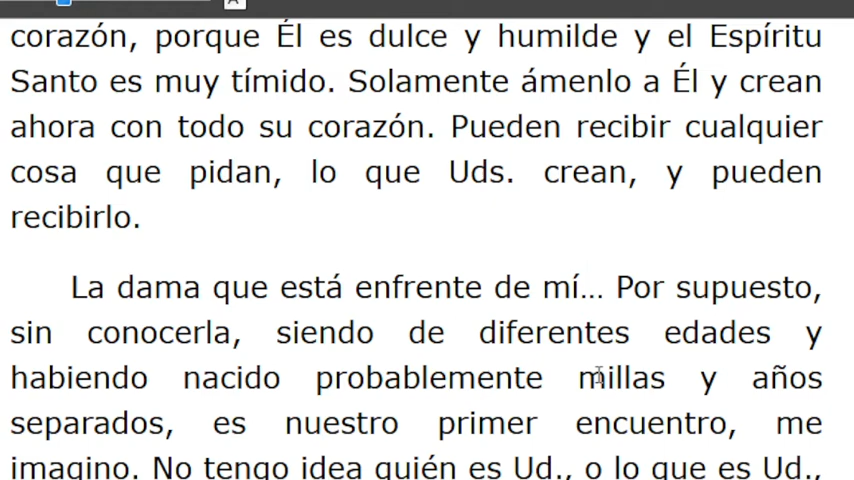 corazón, porque Él es dulce y humilde y el Espíritu
Santo es muy tímido. Solamente ámenlo a Él y crean
ahora con todo su corazón. Pueden recibir cualquier
cosa que pidan, lo que Uds. crean, y pueden
recibirlo.
La dama que está enfrente de mí... Por supuesto,
sin conocerla, siendo de diferentes edades y
habiendo nacido probablemente millas y años
separados, es nuestro primer encuentro, me
imagino. No tengo idea quién es Ud., o lo que es Ud.,